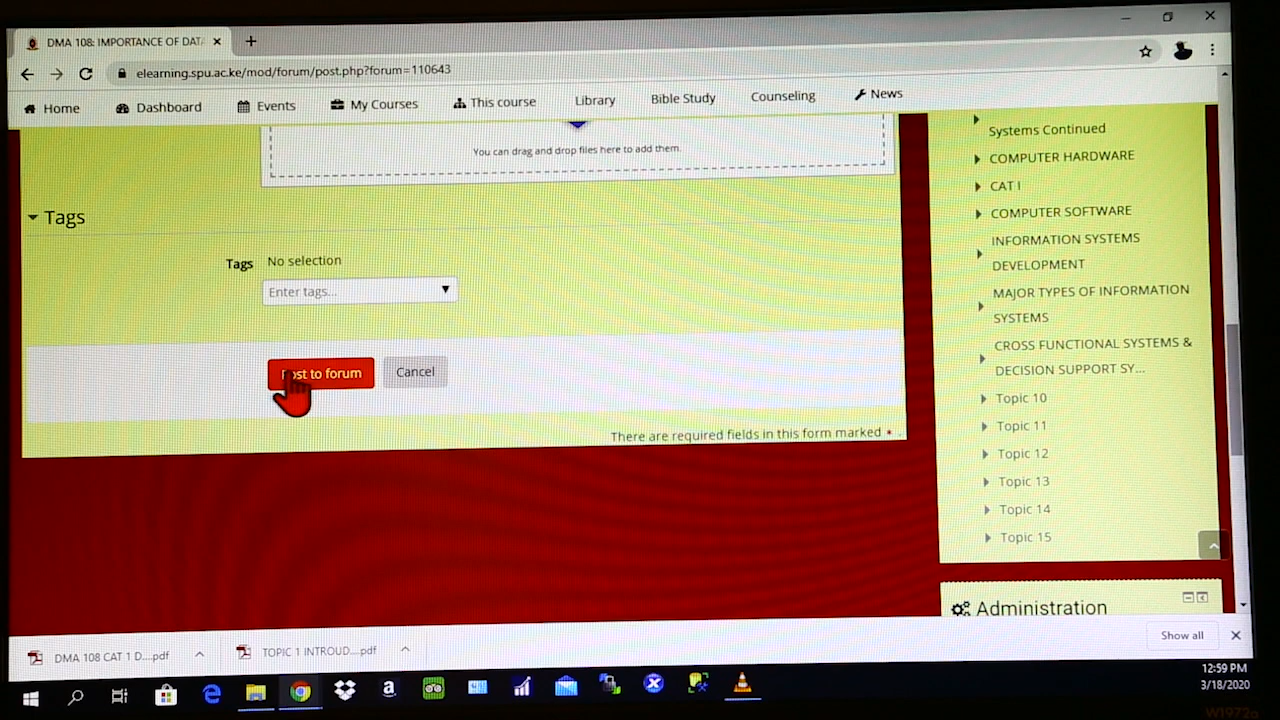 DMA 108: IMPORTANCE OF DAT
elearning.spu.ac.ke/mod/forum/post.php?forum=110643
Home Dashboard Events My Courses This course Library Bible Study Counseling News
You can drag and drop files here to add them.
Tags
Tags No selection
Enter tags...
Post to forum Cancel
There are required fields in this form marked * .
Systems Continued
COMPUTER HARDWARE
CAT I
COMPUTER SOFTWARE
INFORMATION SYSTEMS
DEVELOPMENT
MAJOR TYPES OF INFORMATION
SYSTEMS
CROSS FUNCTIONAL SYSTEMS &
DECISION SUPPORT SY...
Topic 10
Topic 11
Topic 12
Topic 13
Topic 14
Topic 15
Administration
DMA 108 CAT 1 D....pdf TOPIC 1 INTROUD....pdf Show all
12:59 PM
3/18/2020